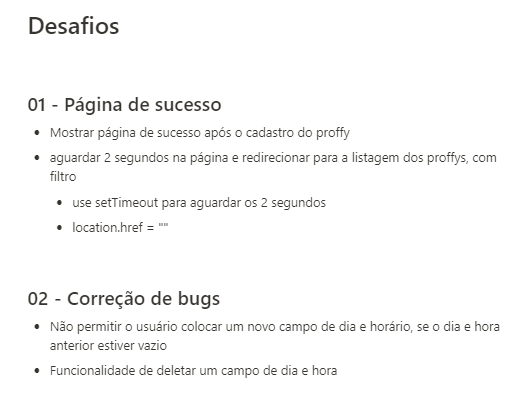 Desafios
01 - Página de sucesso
• Mostrar página de sucesso após o cadastro do proffy
• aguardar 2 segundos na página e redirecionar para a listagem dos proffys, com
filtro
• use setTimeout para aguardar os 2 segundos
• location.href = ""
02 - Correção de bugs
• Não permitir o usuário colocar um novo campo de dia e horário, se o dia e hora
anterior estiver vazio
• Funcionalidade de deletar um campo de dia e hora